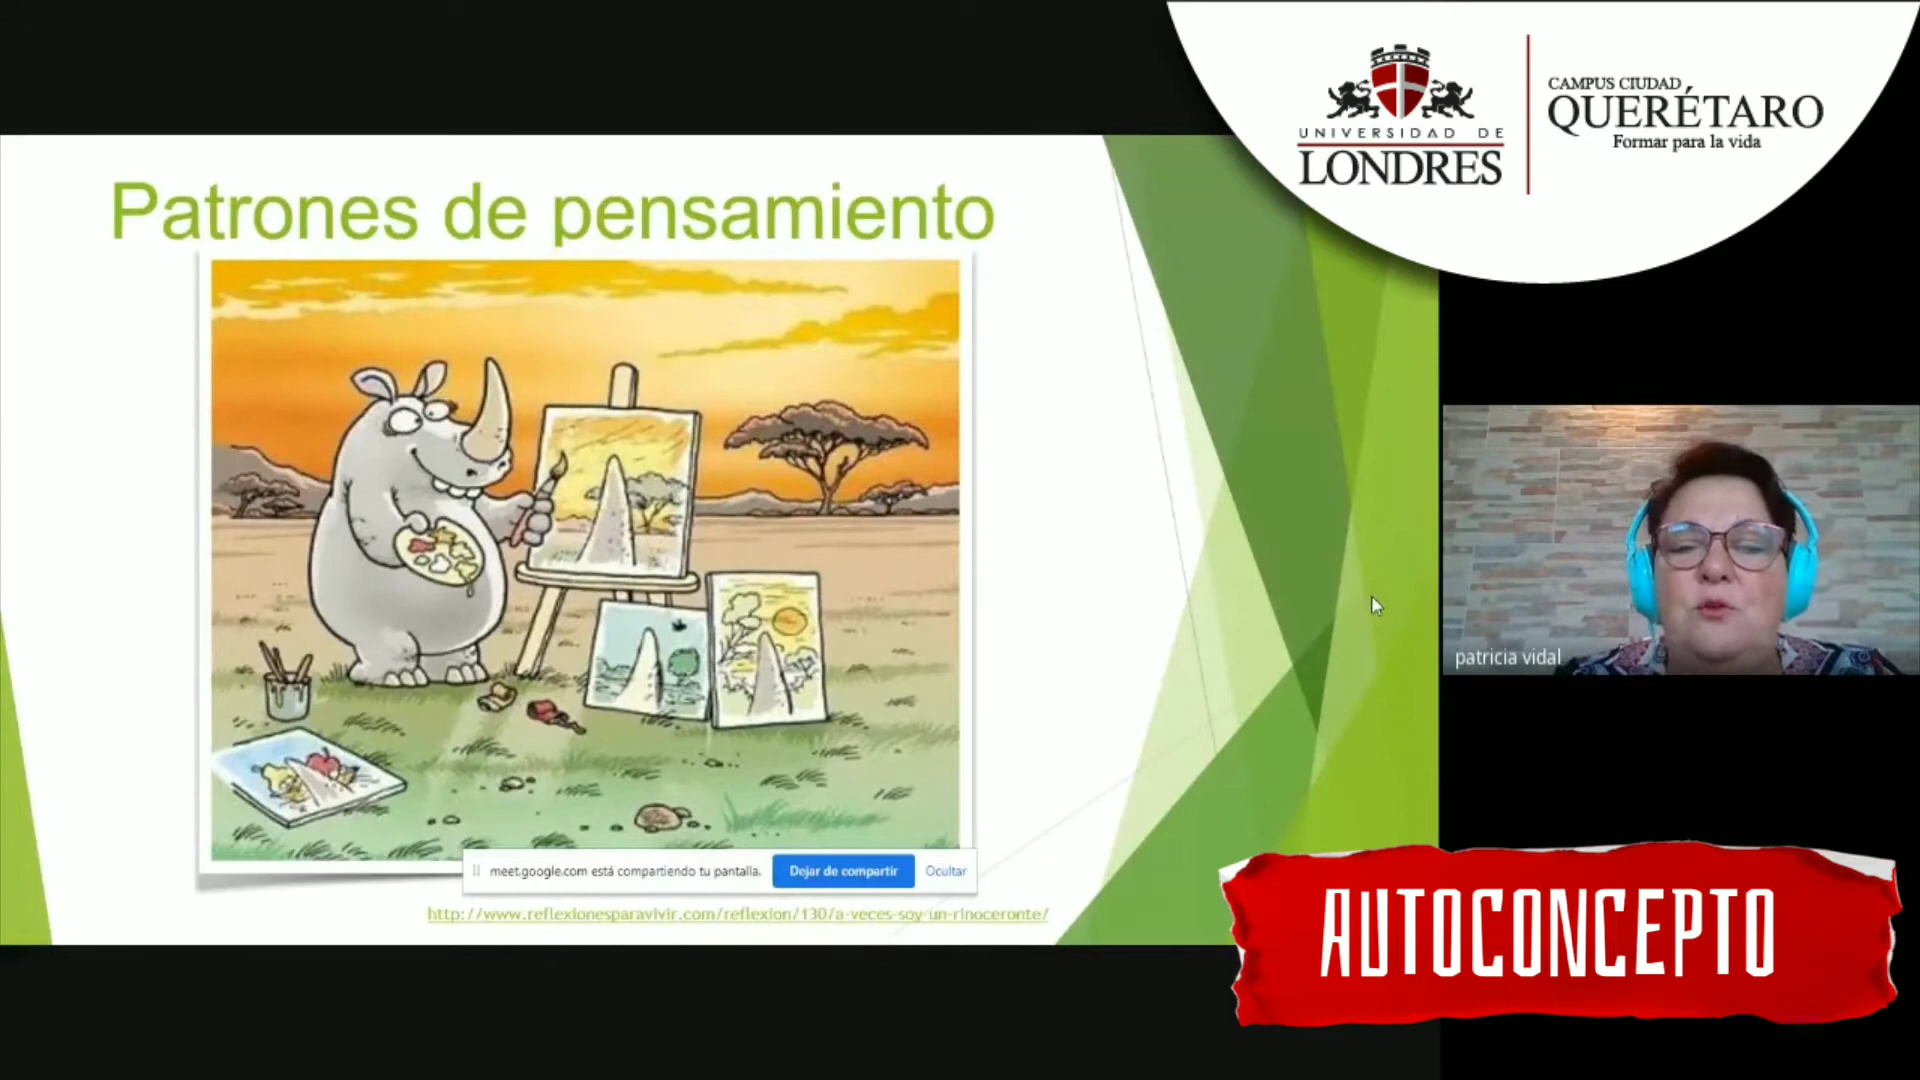 UNIVERSIDAD DE
LONDRES
CAMPUS CIUDAD
QUERÉTARO
Formar para la vida
Patrones de pensamiento
patricia vidal
meet.google.com está compartiendo tu pantalla.
Dejar de compartir
Ocultar
http://www.reflexionesparavivir.com/reflexion/130/a-veces-soy-un-rinoceronte/
AUTOCONCEPTO